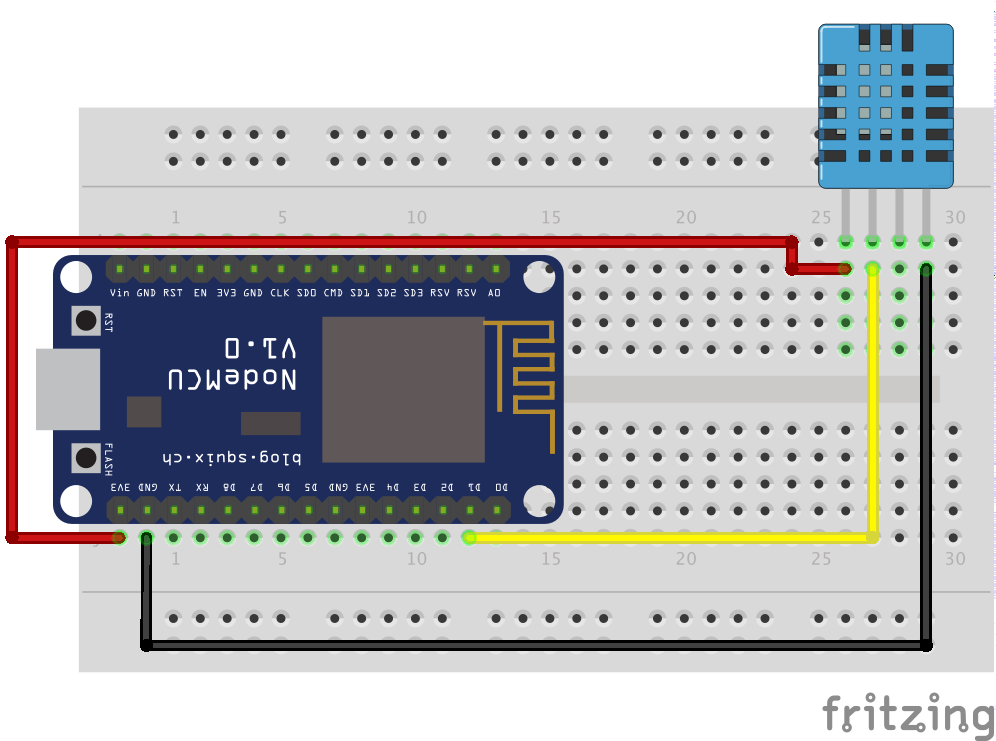 1 5 10 15 20 25 30
Vin GND RST EN 3V3 GND CLK SD0 CMD SD1 SD2 SD3 RSV RSV A0
RST
V1.0
NodeMCU
FLASH
blog.squix.ch
3V3 GND TX RX D8 D7 D6 D5 GND 3V3 D4 D3 D2 D1 D0
1 5 10 15 20 25 30
fritzing